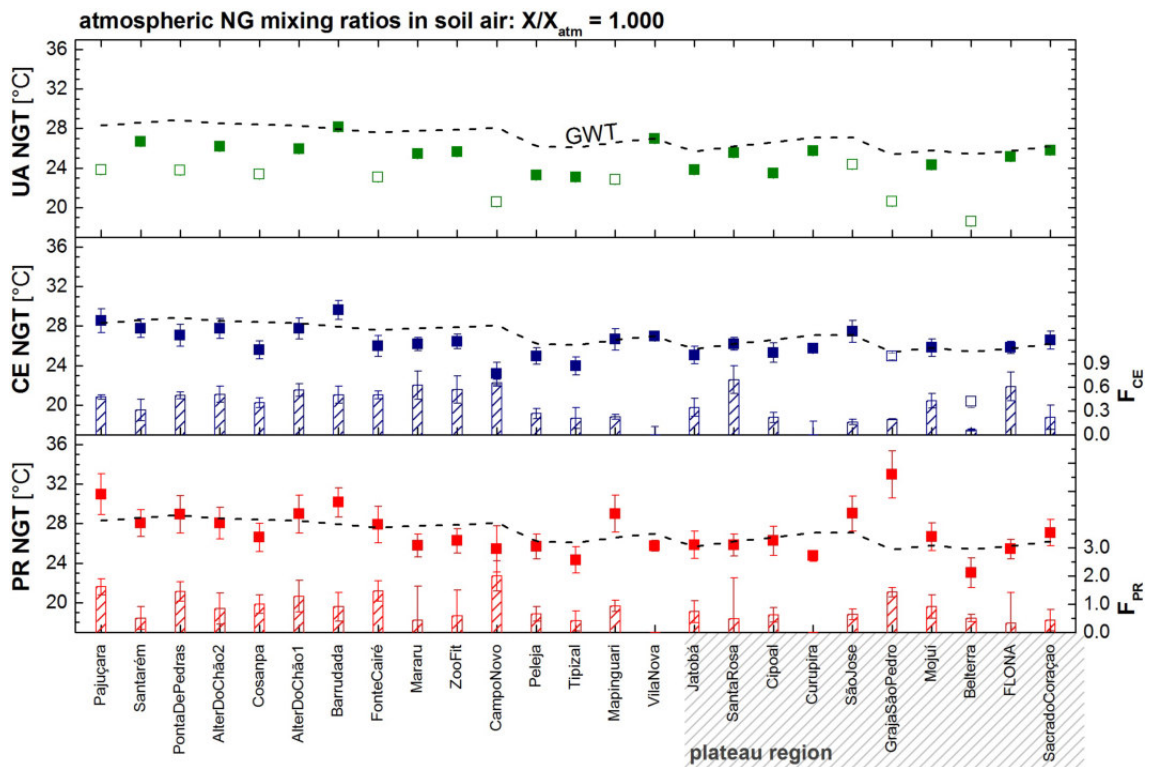 atmospheric NG mixing ratios in soil air: X/Xatm = 1.000
UA NGT [°C]
36
32
28
24
20
GWT
CE NGT [°C]
36
32
28
24
20
0.9
0.6
0.3
0.0
FCE
PR NGT [°C]
36
32
28
24
20
3.0
2.0
1.0
0.0
FPR
Pajuçara
Santarém
PontaDePedras
AlterDoChão2
Cosanpa
AlterDoChão1
Barrudada
FonteCairé
Mararu
ZooFit
CampoNovo
Peleja
Tipizal
Mapinguari
VilaNova
Jatobá
SantaRosa
Cipoal
Curupira
SãoJose
GrajaSãoPedro
Mojui
Belterra
FLONA
SacradoCoraçao
plateau region